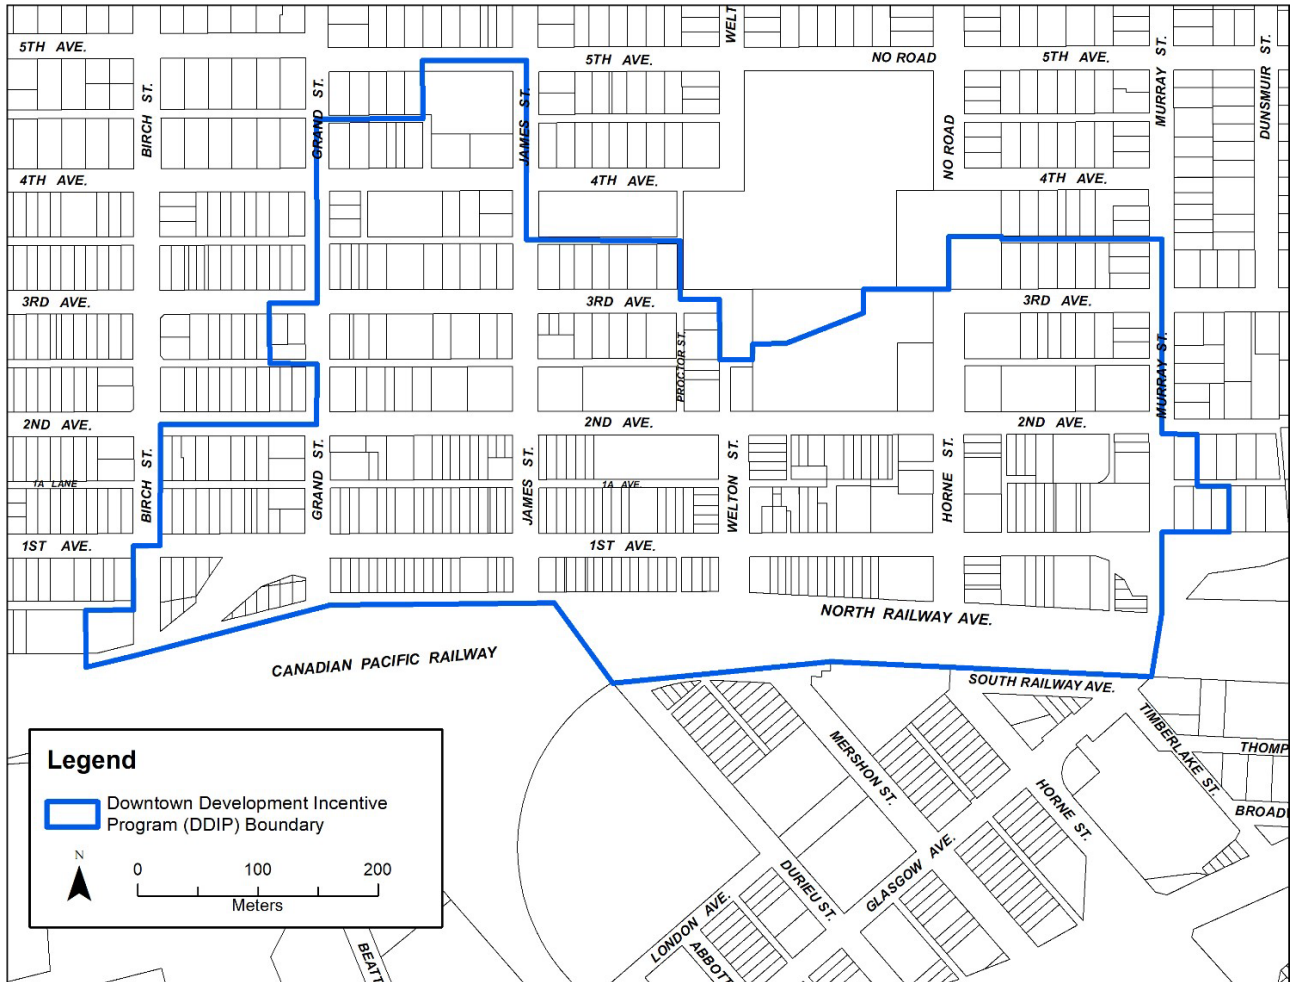 5TH AVE.
5TH AVE.
NO ROAD
5TH AVE.
WELT
BIRCH ST.
GRAND ST.
JAMES ST.
NO ROAD
MURRAY ST.
DUNSMUIR ST.
4TH AVE.
4TH AVE.
4TH AVE.
3RD AVE.
3RD AVE.
3RD AVE.
PROCTOR ST.
MURRAY ST.
2ND AVE.
2ND AVE.
2ND AVE.
BIRCH ST.
GRAND ST.
JAMES ST.
WELTON ST.
HORNE ST.
1A LANE
1A AVE.
1ST AVE.
1ST AVE.
NORTH RAILWAY AVE.
CANADIAN PACIFIC RAILWAY
SOUTH RAILWAY AVE.
MERSHON ST.
TIMBERLAKE ST.
THOMP
HORNE ST.
BROADW
DURIEU ST.
GLASGOW AVE.
LONDON AVE.
ABBOTT
BEATT
Legend
Downtown Development Incentive
Program (DDIP) Boundary
N
0 100 200
Meters